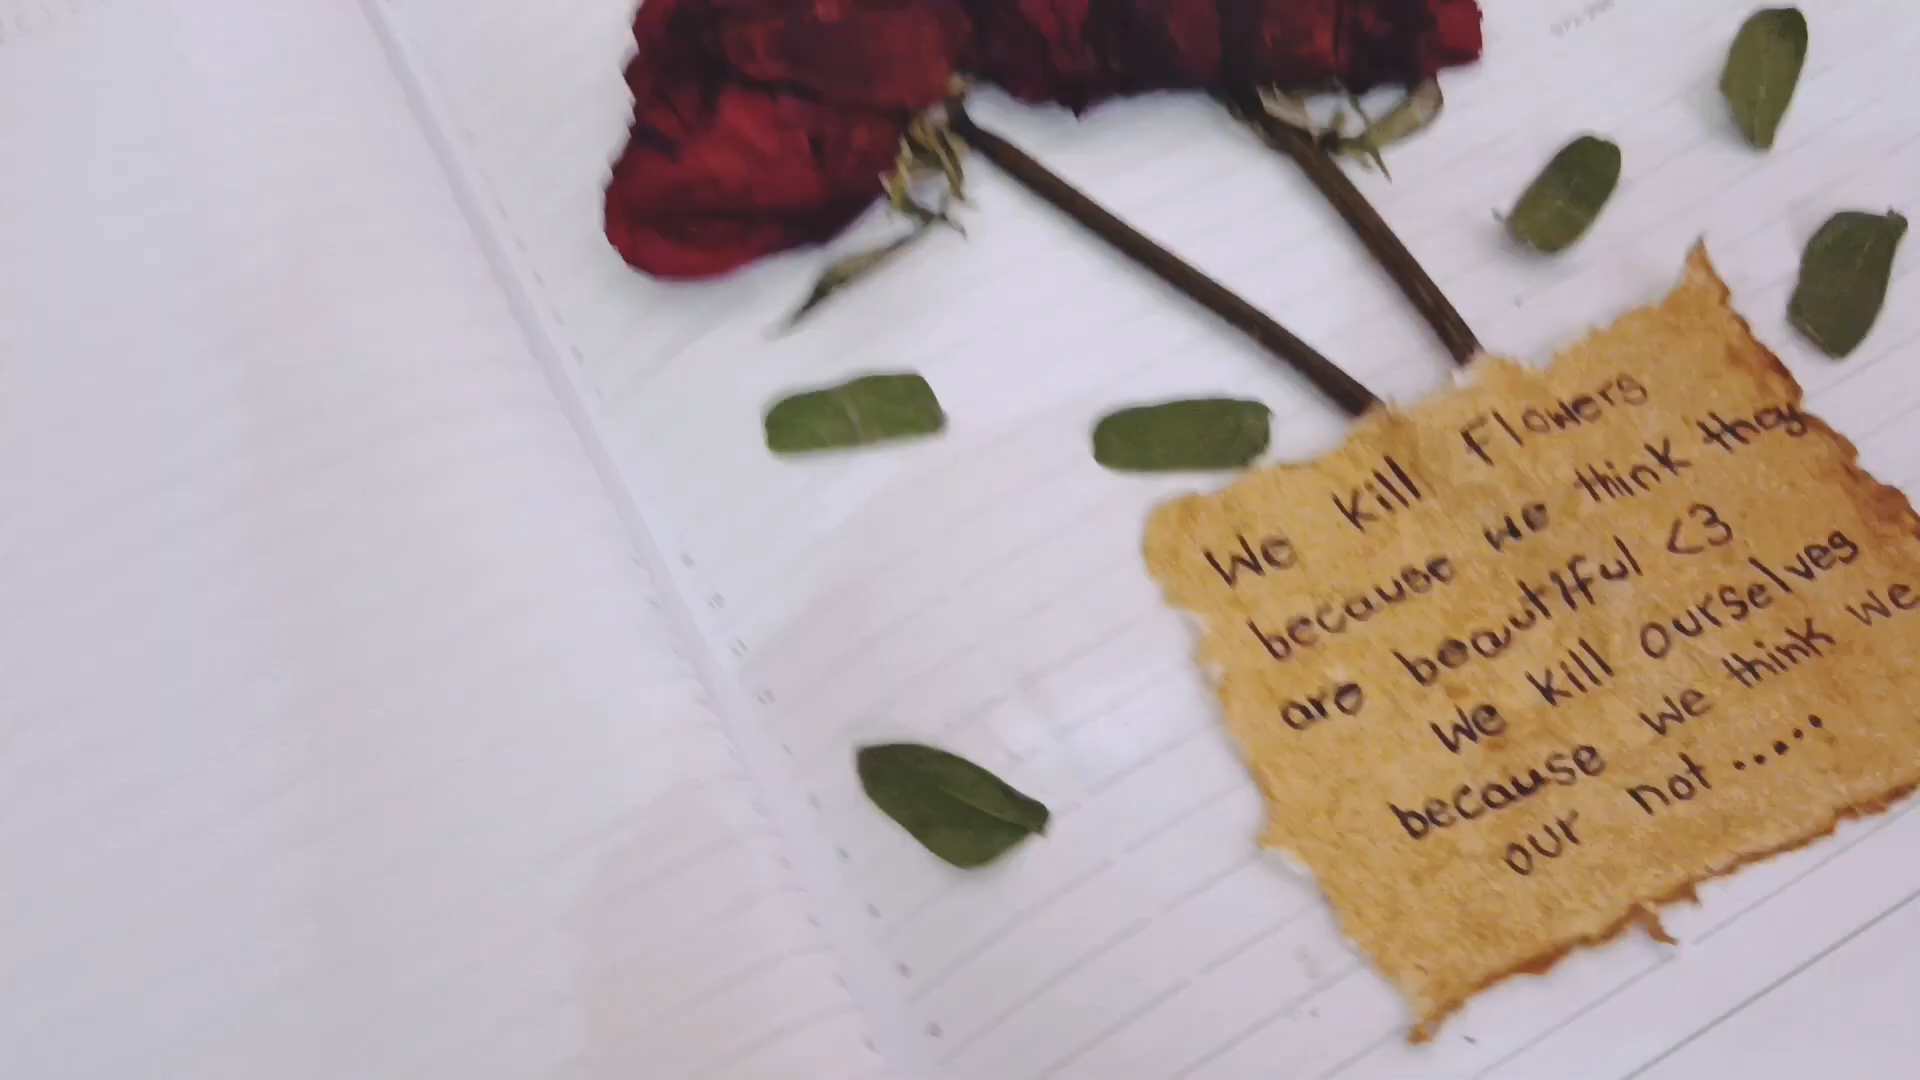 We kill Flowers
because we think they
are beautiful <3
We kill ourselves
because we think we
our not.....